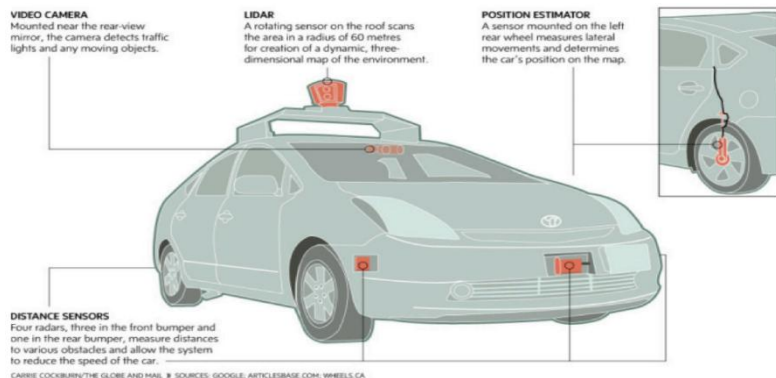 VIDEO CAMERA
Mounted near the rear-view
mirror, the camera detects traffic
lights and any moving objects.
LIDAR
A rotating sensor on the roof scans
the area in a radius of 60 metres
for creation of a dynamic, three-
dimensional map of the environment.
POSITION ESTIMATOR
A sensor mounted on the left
rear wheel measures lateral
movements and determines
the car's position on the map.
DISTANCE SENSORS
Four radars, three in the front bumper and
one in the rear bumper, measure distances
to various obstacles and allow the system
to reduce the speed of the car.
CARRIE COCKBURN/THE GLOBE AND MAIL SOURCES: GOOGLE; ARTICLESBASE.COM; WHEELS.CA